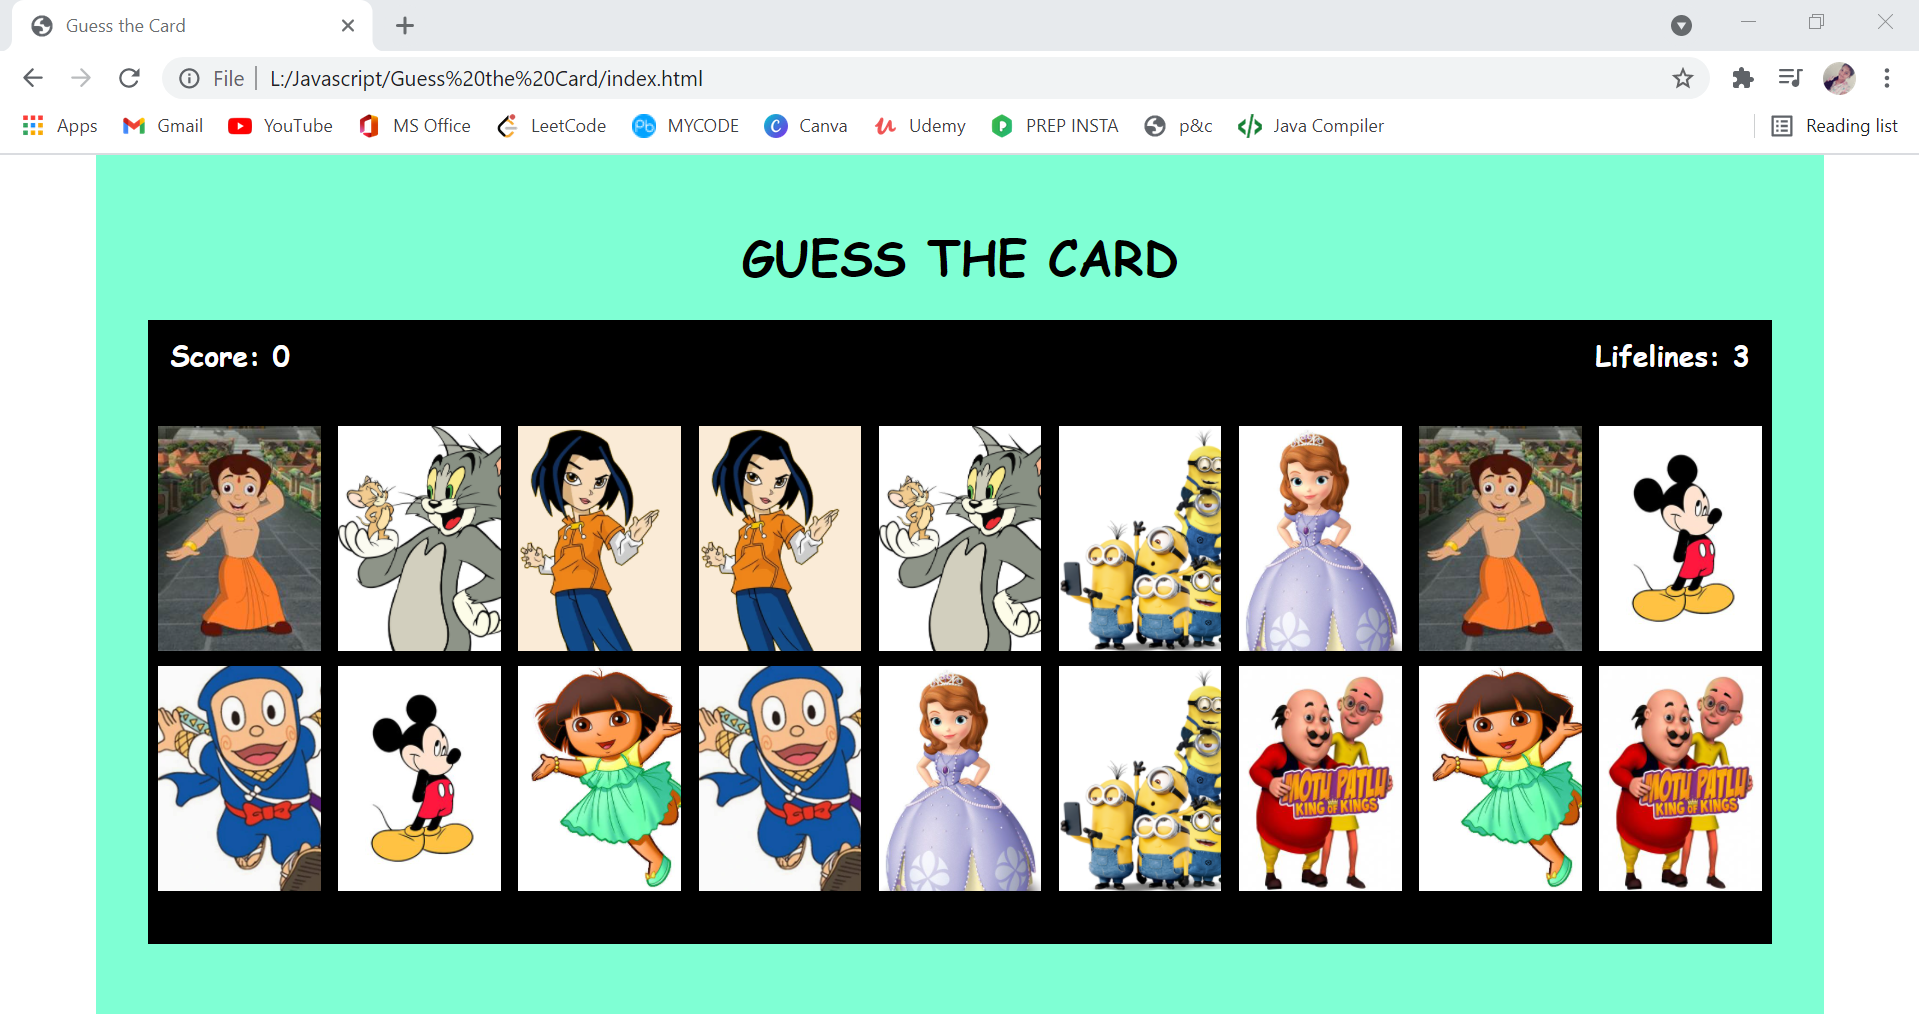 Guess the Card
File L:/Javascript/Guess%20the%20Card/index.html
Apps Gmail YouTube MS Office LeetCode Pb MYCODE C Canva Udemy P PREP INSTA p&c Java Compiler Reading list
GUESS THE CARD
Score: 0 Lifelines: 3
MOTU PATLU MOTU PATLU
KING OF KINGS KING OF KINGS